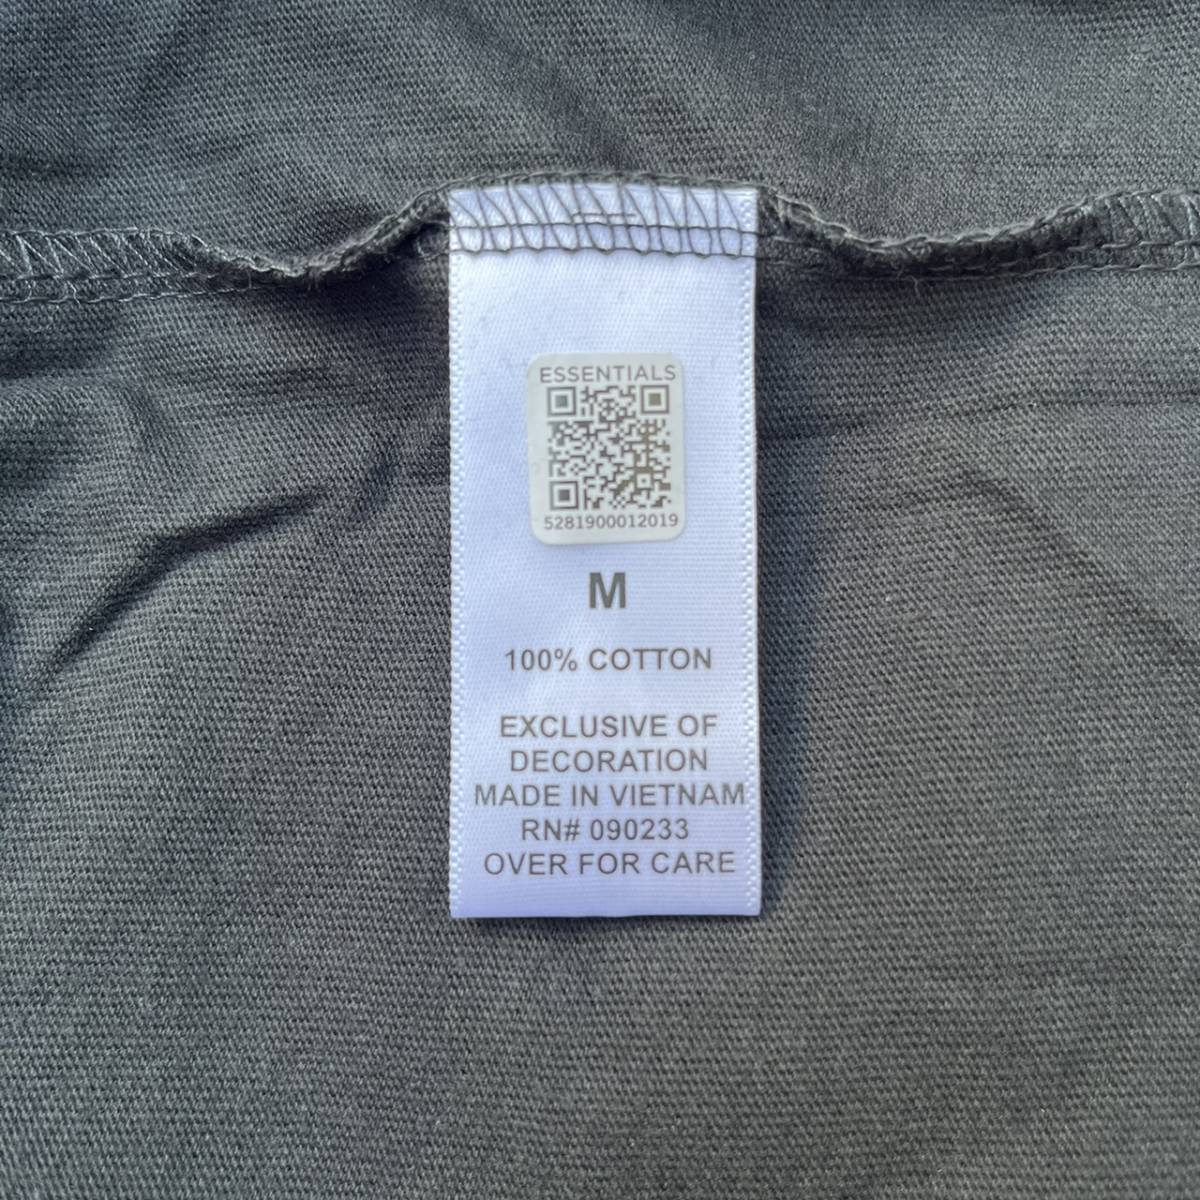 ESSENTIALS
5281900012019
M
100% COTTON
EXCLUSIVE OF
DECORATION
MADE IN VIETNAM
RN# 090233
OVER FOR CARE